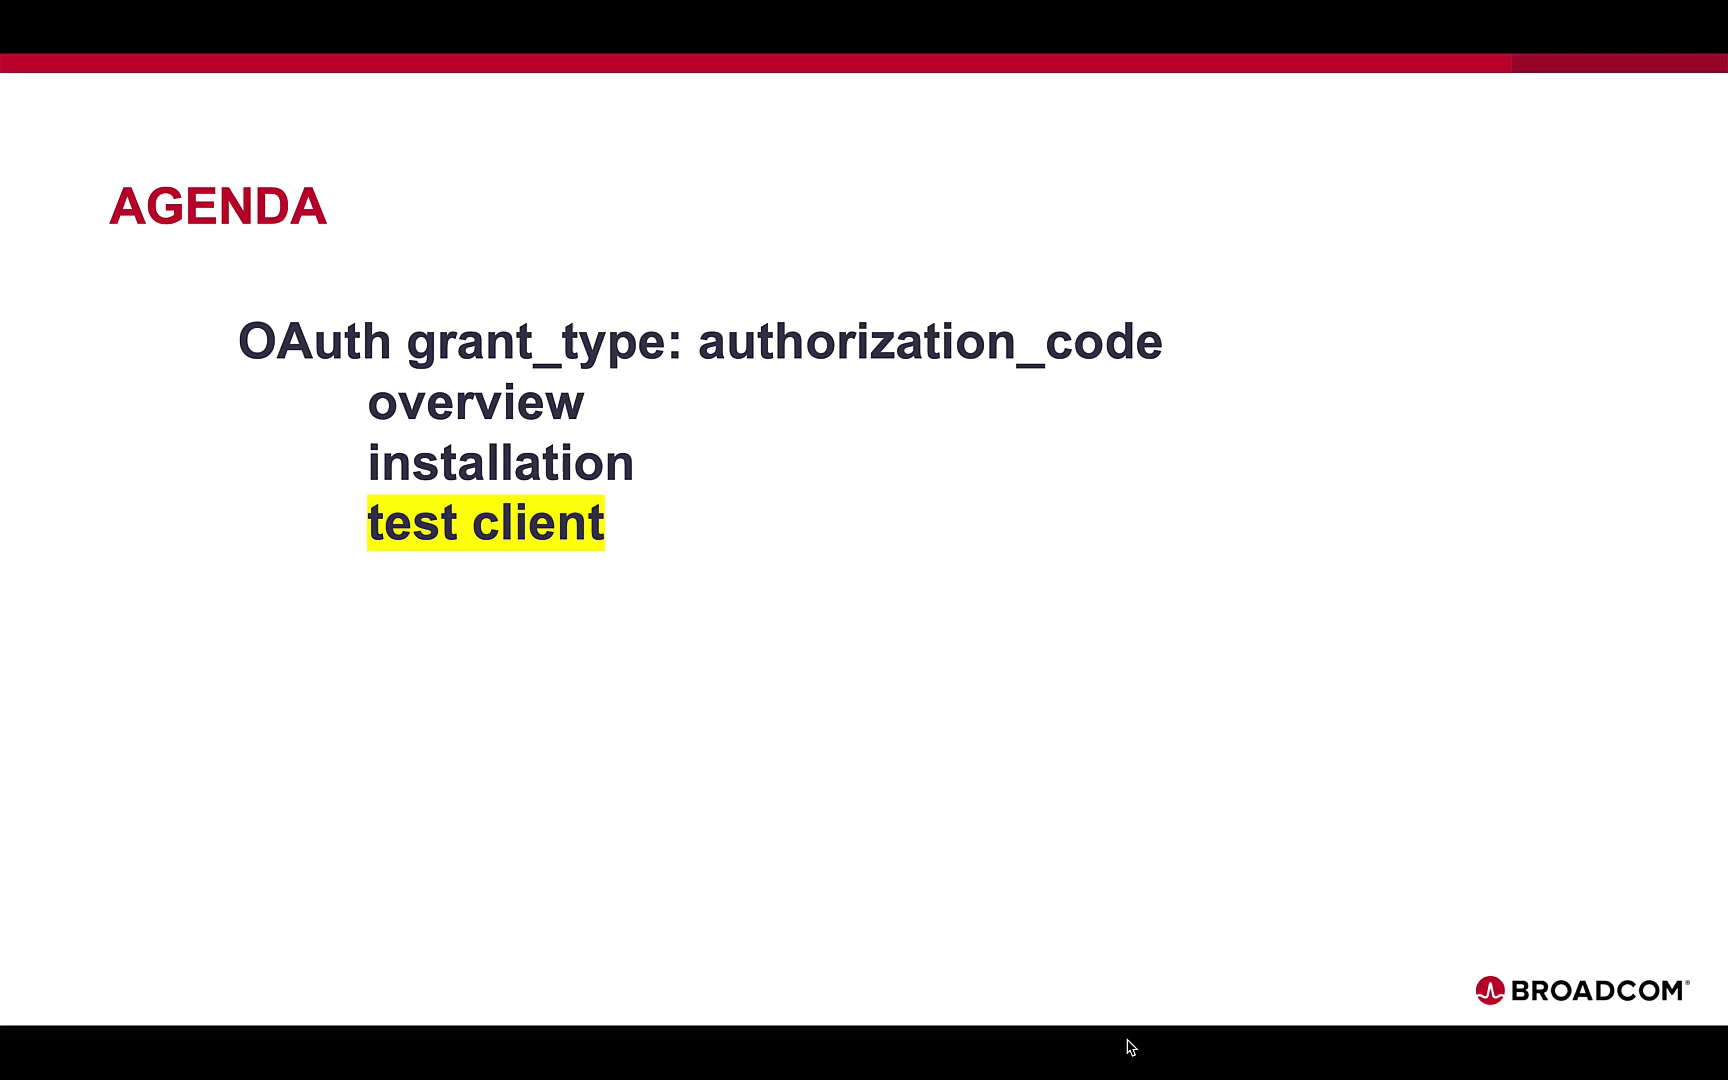 AGENDA
OAuth grant_type: authorization_code
overview
installation
test client
BROADCOM®